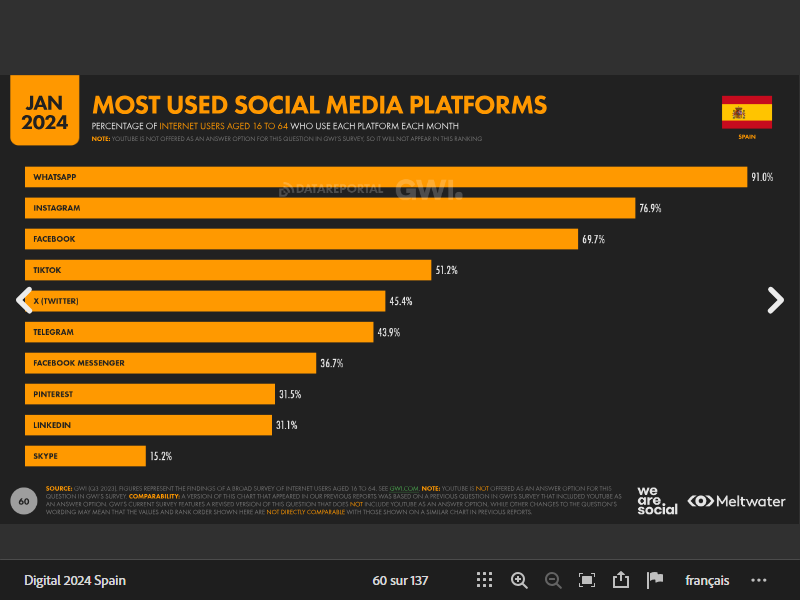 JAN
2024
MOST USED SOCIAL MEDIA PLATFORMS
PERCENTAGE OF INTERNET USERS AGED 16 TO 64 WHO USE EACH PLATFORM EACH MONTH
NOTE: YOUTUBE IS NOT OFFERED AS AN ANSWER OPTION FOR THIS QUESTION IN GWI'S SURVEY, SO IT WILL NOT APPEAR IN THIS RANKING
SPAIN
WHATSAPP 91.0%
DATAREPORTAL GWI.
INSTAGRAM 76.9%
FACEBOOK 69.7%
TIKTOK 51.2%
X (TWITTER) 45.4%
TELEGRAM 43.9%
FACEBOOK MESSENGER 36.7%
PINTEREST 31.5%
LINKEDIN 31.1%
SKYPE 15.2%
60
SOURCE: GWI (Q3 2023). FIGURES REPRESENT THE FINDINGS OF A BROAD SURVEY OF INTERNET USERS AGED 16 TO 64. SEE GWI.COM. NOTE: YOUTUBE IS NOT OFFERED AS AN ANSWER OPTION FOR THIS
QUESTION IN GWI'S SURVEY. COMPARABILITY: A VERSION OF THIS CHART THAT APPEARED IN OUR PREVIOUS REPORTS WAS BASED ON A PREVIOUS QUESTION IN GWI'S SURVEY THAT INCLUDED YOUTUBE AS
AN ANSWER OPTION. GWI'S CURRENT SURVEY FEATURES A REVISED VERSION OF THIS QUESTION THAT DOES NOT INCLUDE YOUTUBE AS AN ANSWER OPTION, WHILE OTHER CHANGES TO THE QUESTION'S
WORDING MAY MEAN THAT THE VALUES AND RANK ORDER SHOWN HERE ARE NOT DIRECTLY COMPARABLE WITH THOSE SHOWN ON A SIMILAR CHART IN PREVIOUS REPORTS.
we
are.
social
Meltwater
Digital 2024 Spain
60 sur 137
français